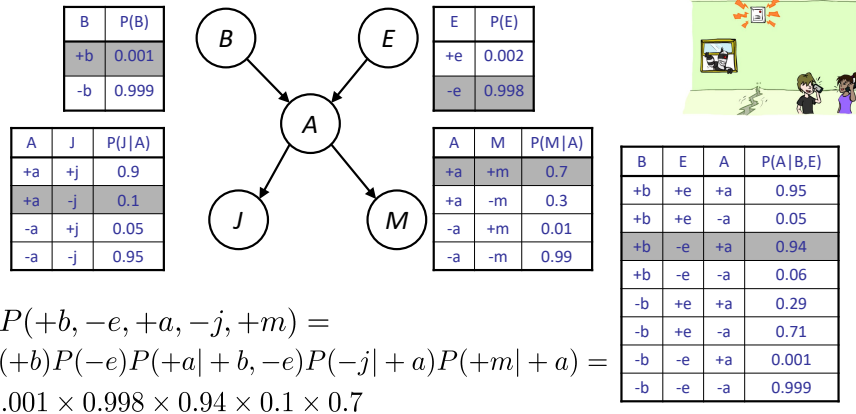 B P(B)
+b 0.001
-b 0.999
B
E
E P(E)
+e 0.002
-e 0.998
A
A J P(J|A)
+a +j 0.9
+a -j 0.1
-a +j 0.05
-a -j 0.95
J
M
A M P(M|A)
+a +m 0.7
+a -m 0.3
-a +m 0.01
-a -m 0.99
B E A P(A|B,E)
+b +e +a 0.95
+b +e -a 0.05
+b -e +a 0.94
+b -e -a 0.06
-b +e +a 0.29
-b +e -a 0.71
-b -e +a 0.001
-b -e -a 0.999
P(+b, −e, +a, −j, +m) =
(+b)P(−e)P(+a| + b, −e)P(−j| + a)P(+m| + a) =
.001 × 0.998 × 0.94 × 0.1 × 0.7